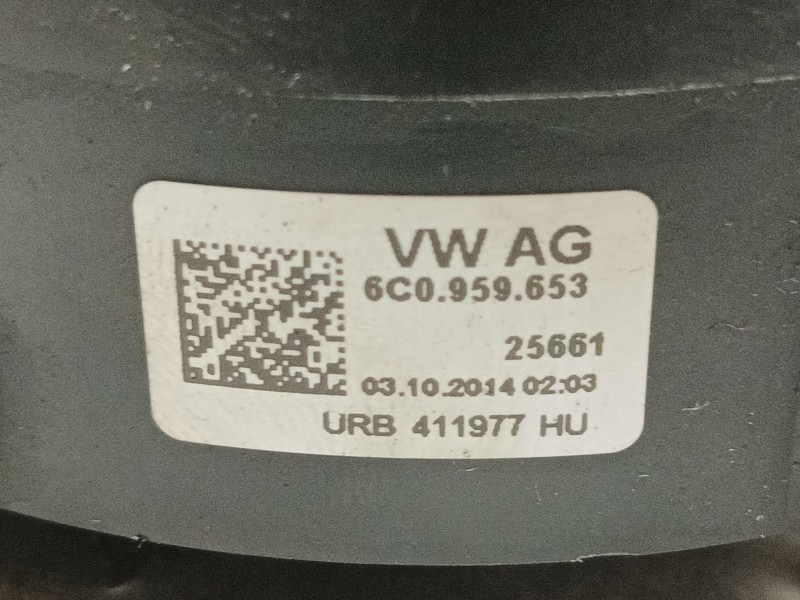 VW AG
6C0.959.653
25661
03.10.2014 02:03
URB 411977 HU